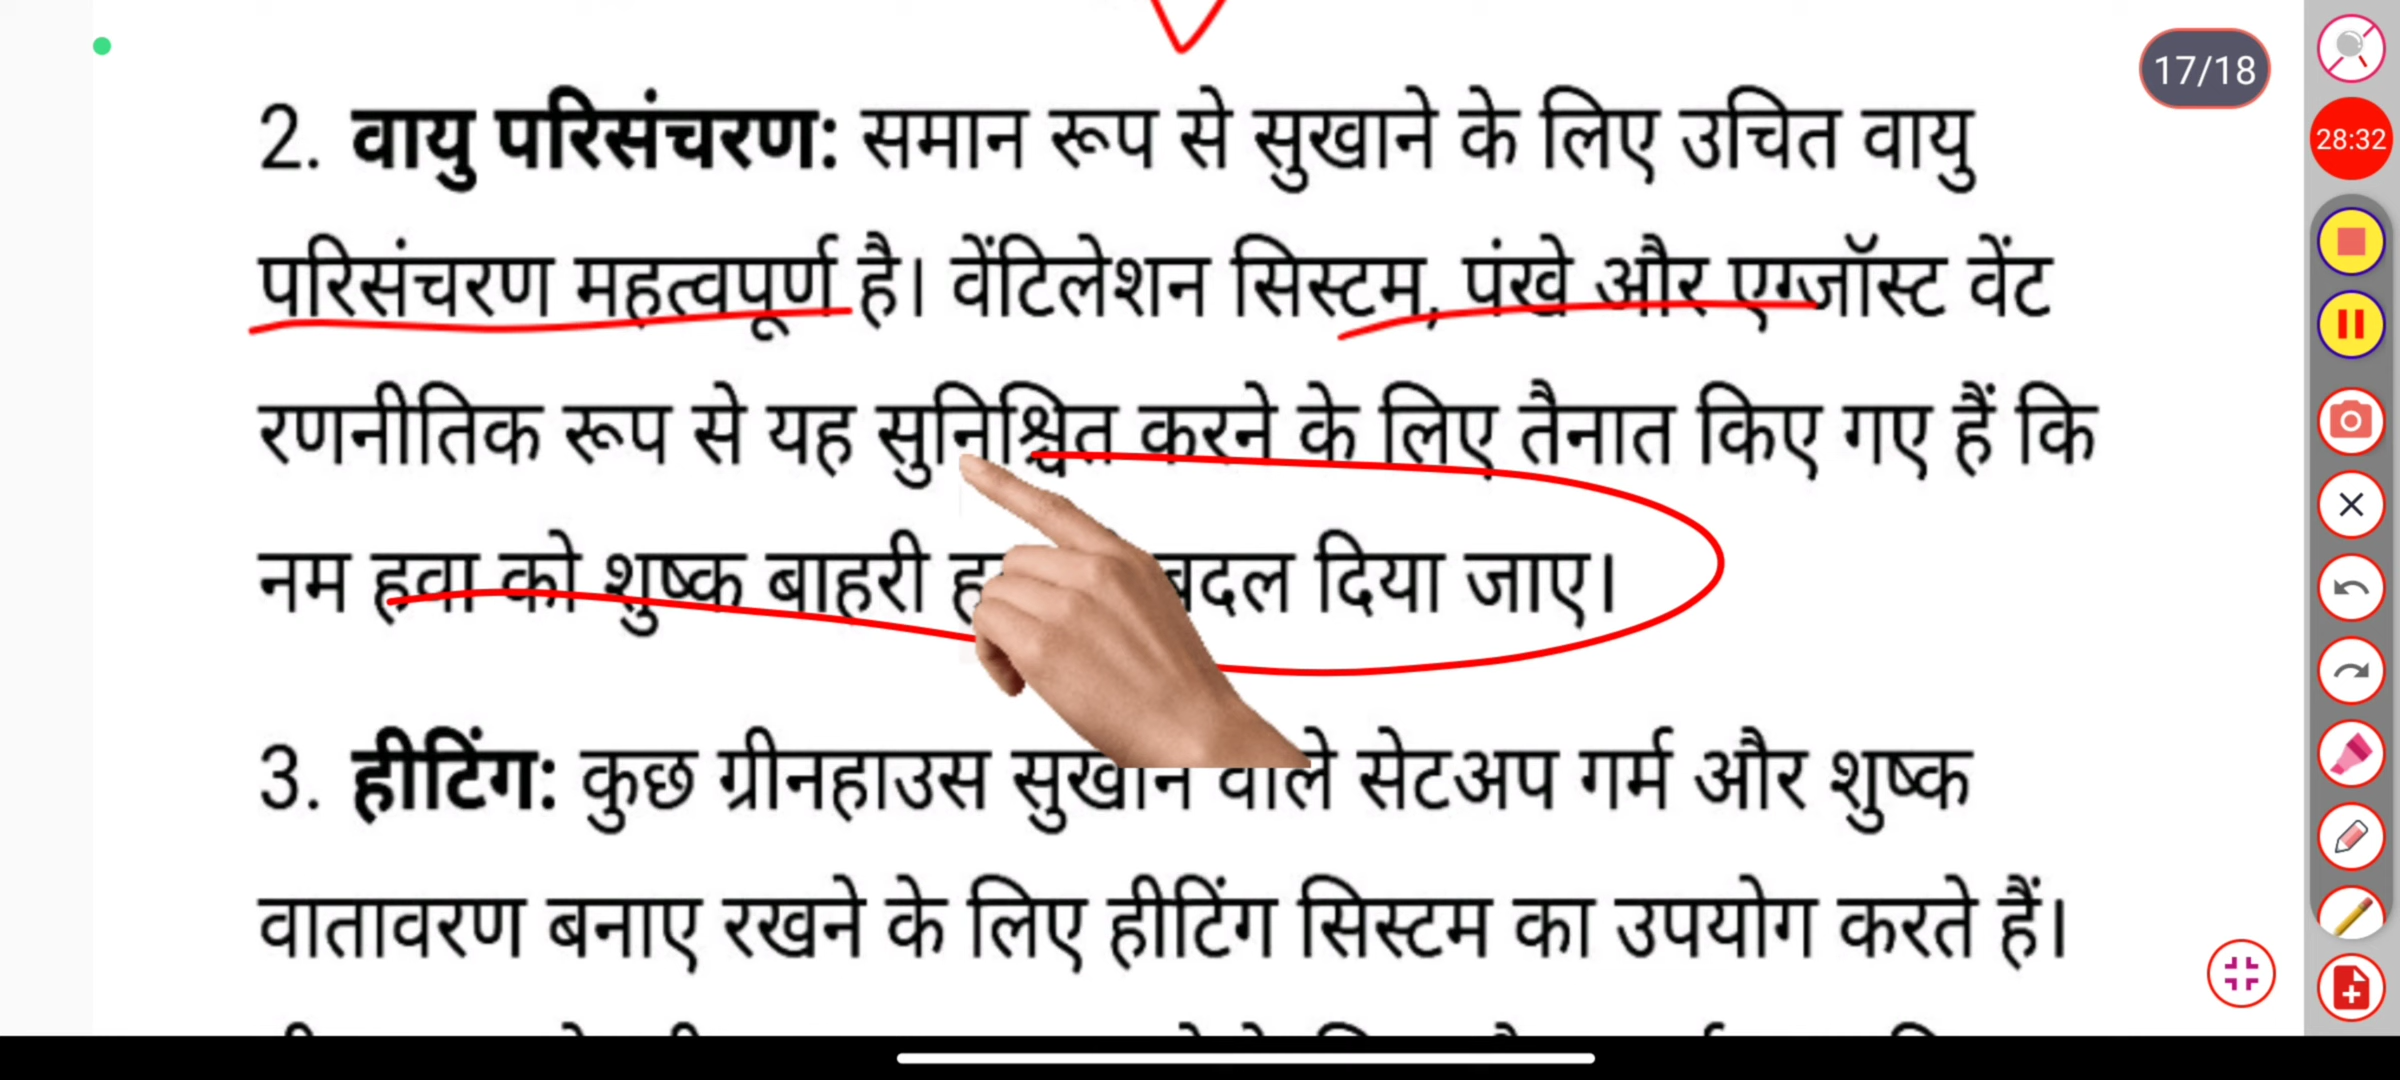 17/18
28:32
2. वायु परिसंचरण: समान रूप से सुखाने के लिए उचित वायु
परिसंचरण महत्वपूर्ण है। वेंटिलेशन सिस्टम, पंखे और एग्जॉस्ट वेंट
रणनीतिक रूप से यह सुनिश्चित करने के लिए तैनात किए गए हैं कि
नम हवा को शुष्क बाहरी बदल दिया जाए।
3. हीटिंग: कुछ ग्रीनहाउस सुखाने वाले सेटअप गर्म और शुष्क
वातावरण बनाए रखने के लिए हीटिंग सिस्टम का उपयोग करते हैं।